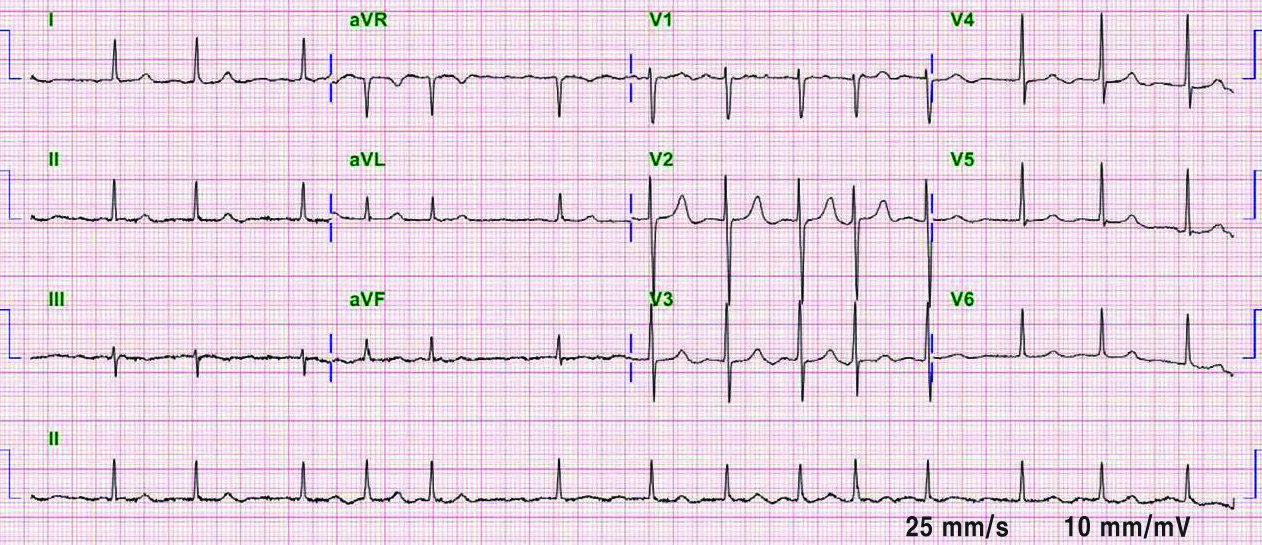 I aVR V1 V4
II aVL V2 V5
III aVF V3 V6
II
25 mm/s 10 mm/mV